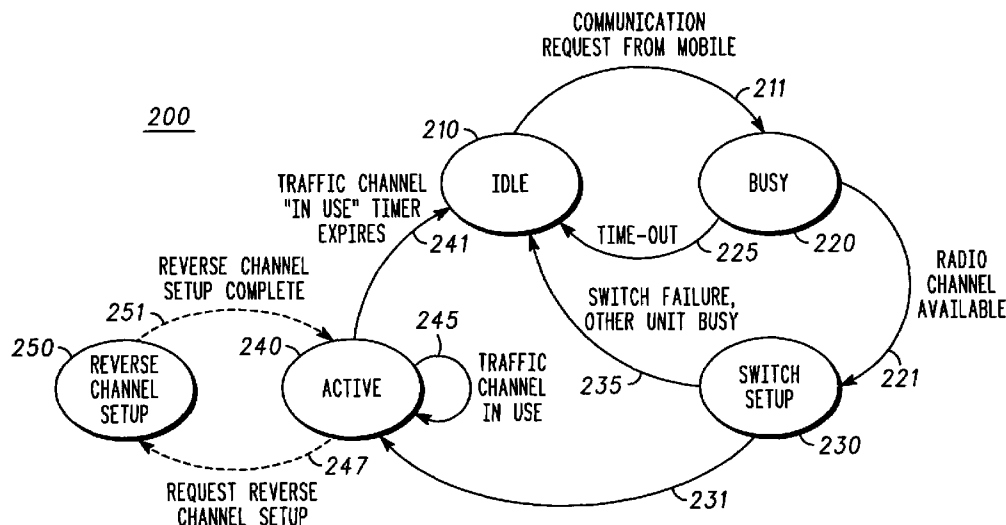 COMMUNICATION
REQUEST FROM MOBILE
211
200
210
IDLE
BUSY
220
TRAFFIC CHANNEL
"IN USE" TIMER
EXPIRES
241
TIME-OUT
225
RADIO
CHANNEL
AVAILABLE
221
REVERSE CHANNEL
SETUP COMPLETE
251
SWITCH FAILURE,
OTHER UNIT BUSY
235
250
REVERSE
CHANNEL
SETUP
240
ACTIVE
245
TRAFFIC
CHANNEL
IN USE
SWITCH
SETUP
230
247
REQUEST REVERSE
CHANNEL SETUP
231